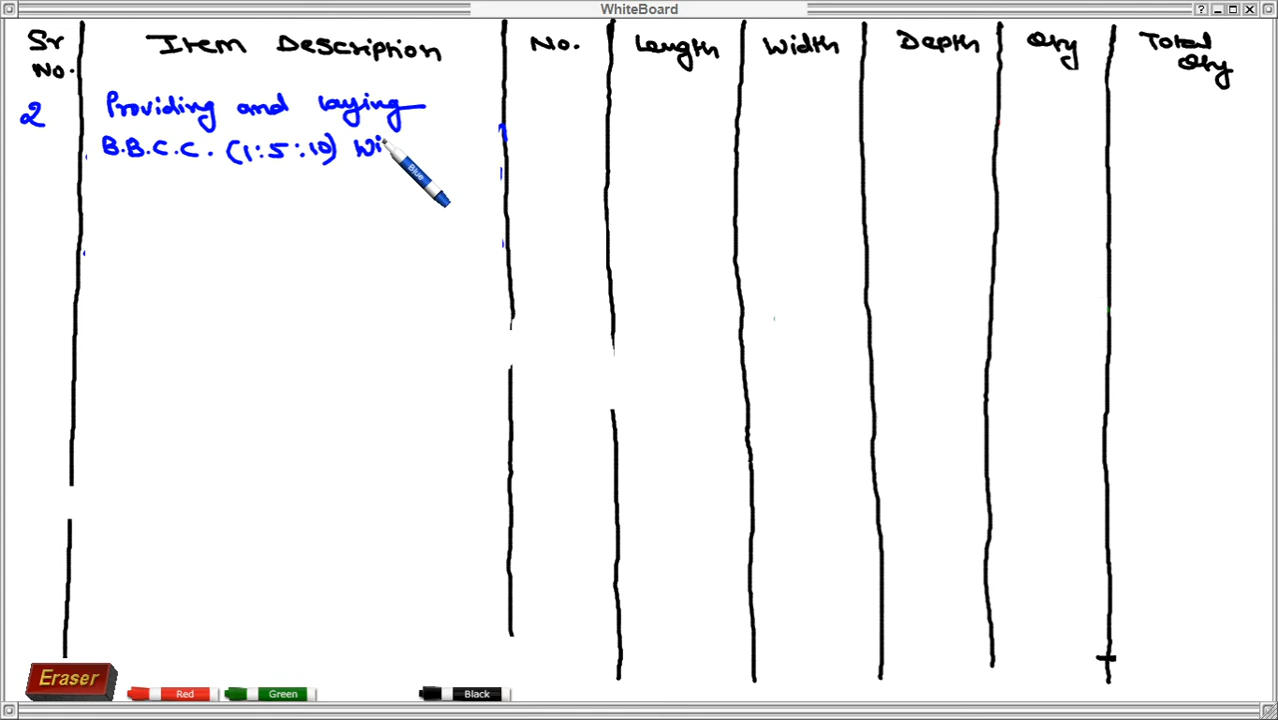 WhiteBoard
Sr No. Item Description No. Length Width Depth Qty Total Qty
2 Providing and laying
B.B.C.C. (1:5:10) Wi
Blue
Eraser Red Green Black